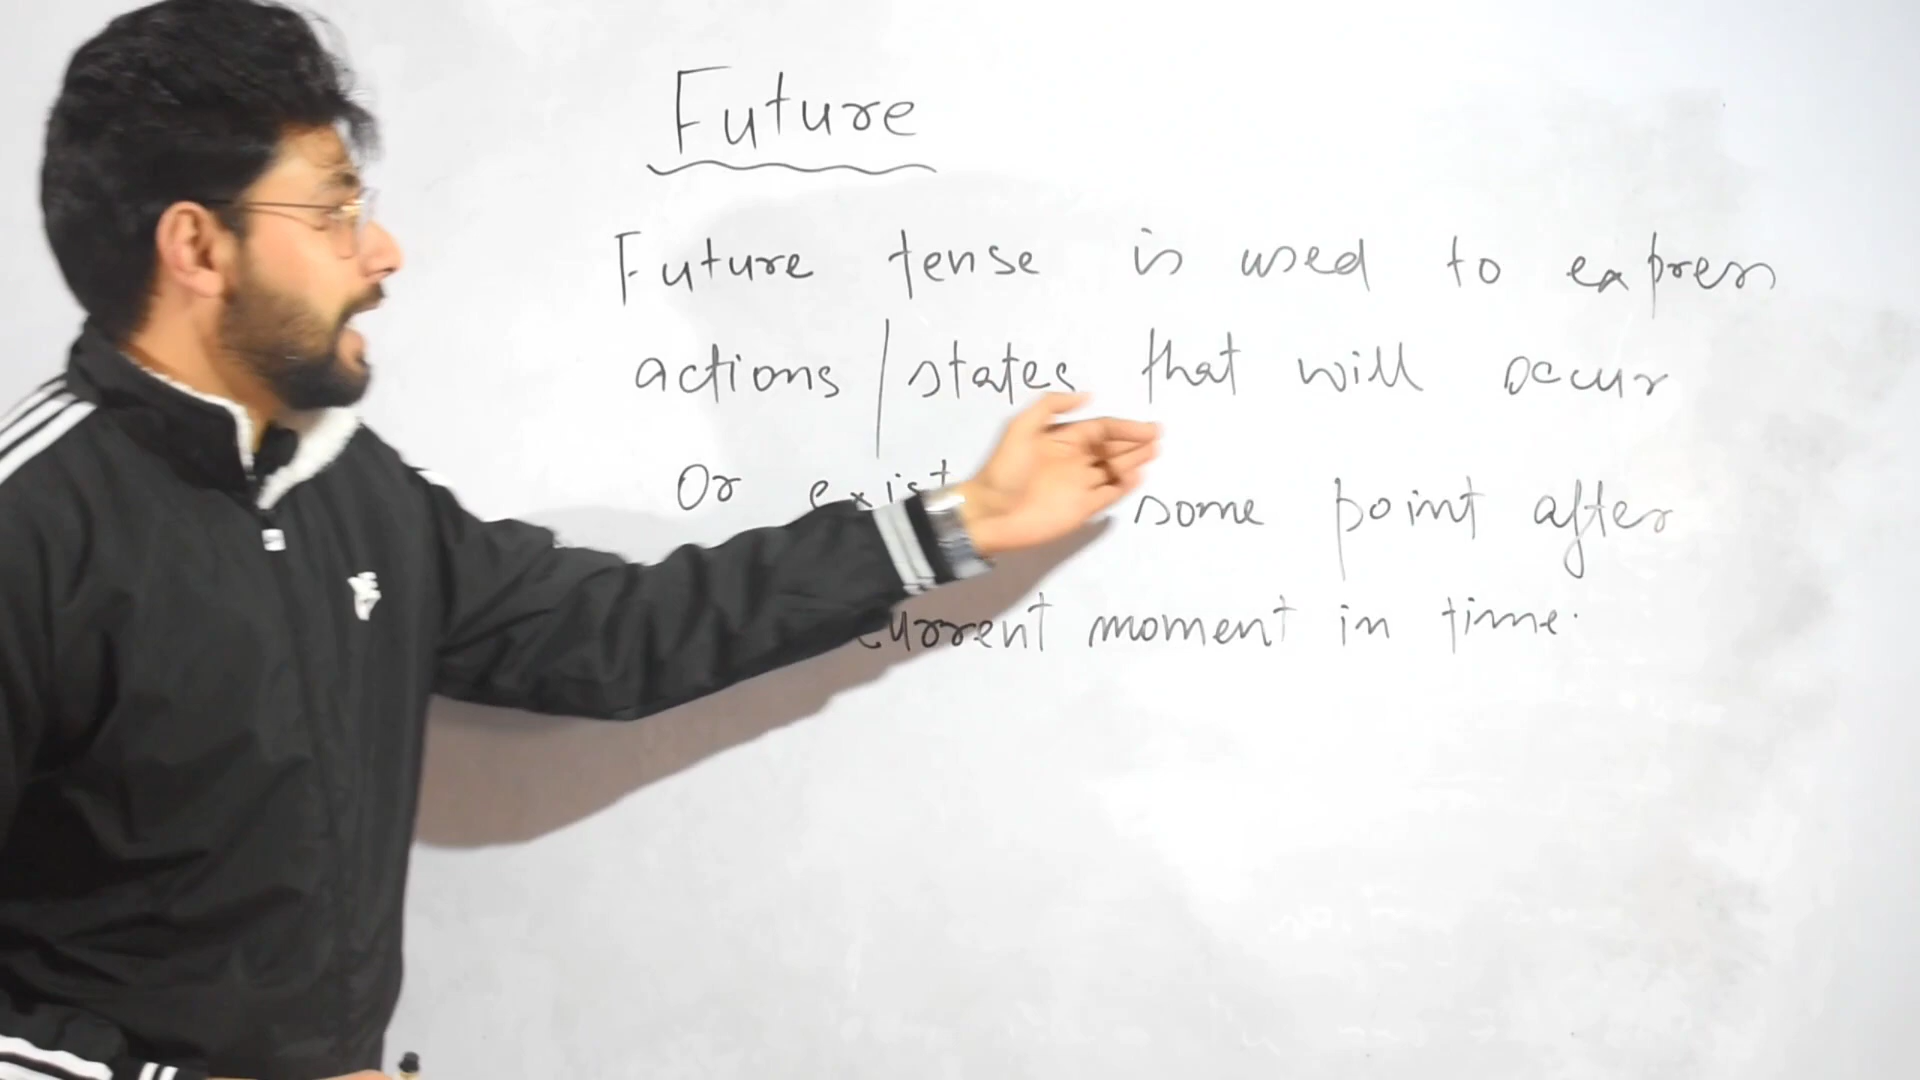 Future
Future tense is used to express
actions/states that will occur
Or exist some point after
current moment in time.